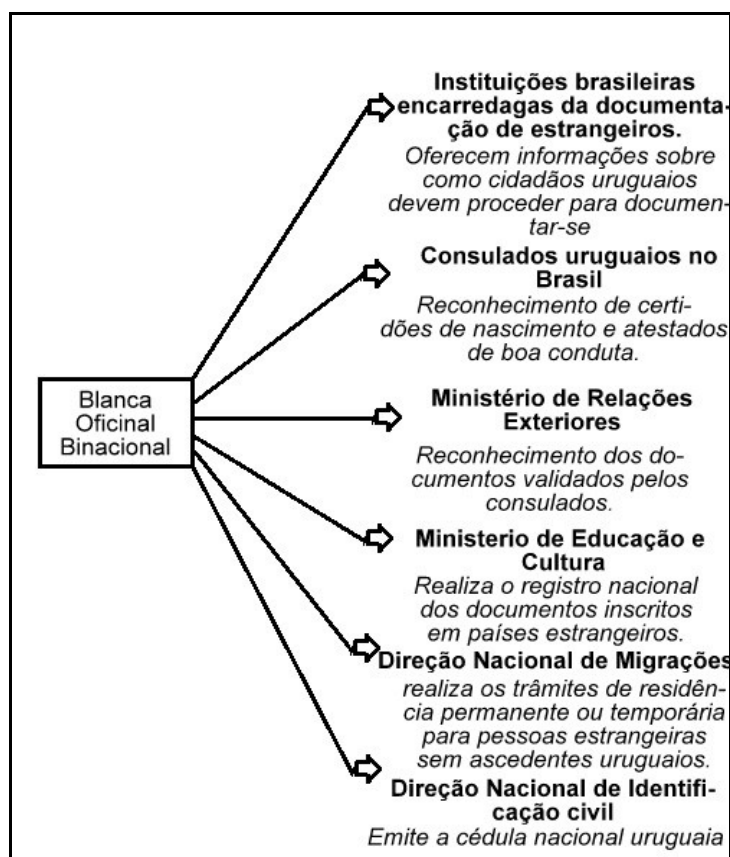 Instituições brasileiras
encarredagas da documenta-
ção de estrangeiros.
Oferecem informações sobre
como cidadãos uruguaios
devem proceder para documen-
tar-se
Consulados uruguaios no
Brasil
Reconhecimento de certi-
dões de nascimento e atestados
de boa conduta.
Blanca
Oficinal
Binacional
Ministério de Relações
Exteriores
Reconhecimento dos do-
cumentos validados pelos
consulados.
Ministerio de Educação e
Cultura
Realiza o registro nacional
dos documentos inscritos
em países estrangeiros.
Direção Nacional de Migrações
realiza os trâmites de residên-
cia permanente ou temporária
para pessoas estrangeiras
sem ascedentes uruguaios.
Direção Nacional de Identifi-
cação civil
Emite a cédula nacional uruguaia